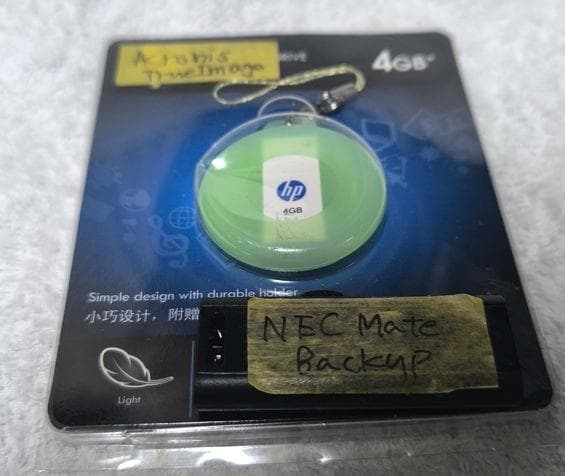 Acronis
TrueImage
4GB*
hp
4GB
Simple design with durable holder
小巧设计，附赠
NEC Mate
Backup
Light